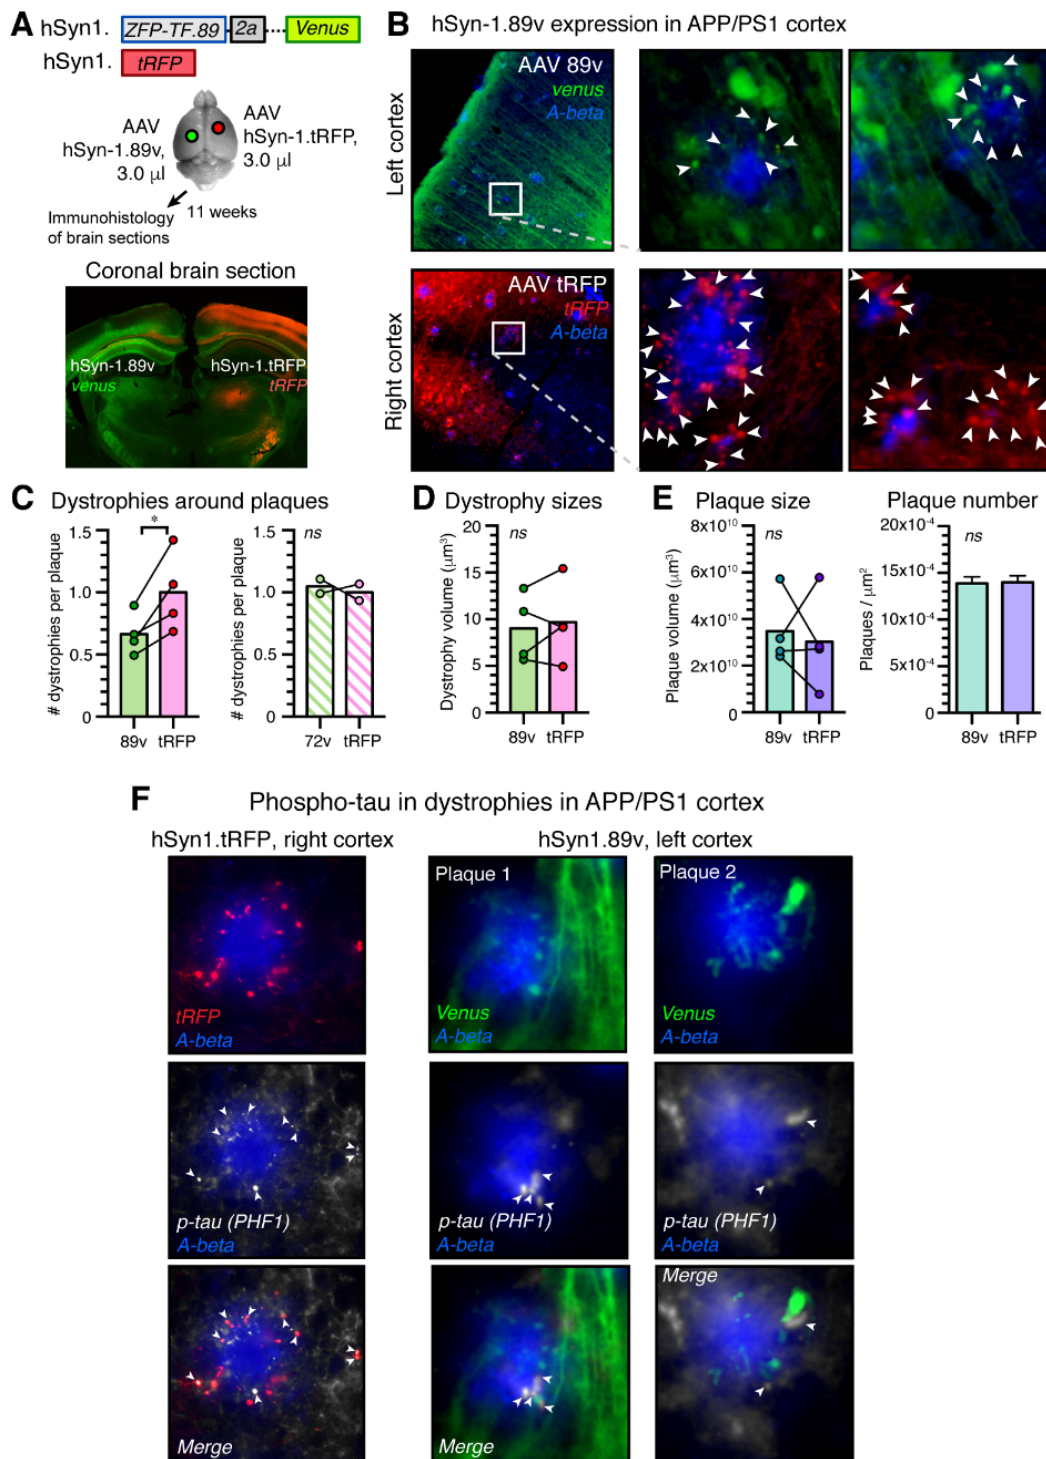 A
hSyn1. ZFP-TF.89 2a Venus
hSyn1. tRFP
AAV
hSyn-1.89v,
3.0 µl
AAV
hSyn-1.tRFP,
3.0 µl
11 weeks
Immunohistology
of brain sections
Coronal brain section
hSyn-1.89v
venus
hSyn-1.tRFP
tRFP
B hSyn-1.89v expression in APP/PS1 cortex
Left cortex
AAV 89v
venus
A-beta
Right cortex
AAV tRFP
tRFP
A-beta
C Dystrophies around plaques
# dystrophies per plaque
1.5
1.0
0.5
0
*
89v tRFP
# dystrophies per plaque
1.5
1.0
0.5
0
ns
72v tRFP
D Dystrophy sizes
Dystrophy volume (µm³)
20
15
10
5
0
ns
89v tRFP
E Plaque size
Plaque volume (µm³)
8x10¹⁰
6x10¹⁰
4x10¹⁰
2x10¹⁰
0
ns
89v tRFP
Plaque number
Plaques / µm²
20x10⁻⁴
15x10⁻⁴
10x10⁻⁴
5x10⁻⁴
0
ns
89v tRFP
F Phospho-tau in dystrophies in APP/PS1 cortex
hSyn1.tRFP, right cortex
hSyn1.89v, left cortex
Plaque 1
Plaque 2
tRFP
A-beta
Venus
A-beta
Venus
A-beta
p-tau (PHF1)
A-beta
p-tau (PHF1)
A-beta
p-tau (PHF1)
A-beta
Merge
Merge
Merge